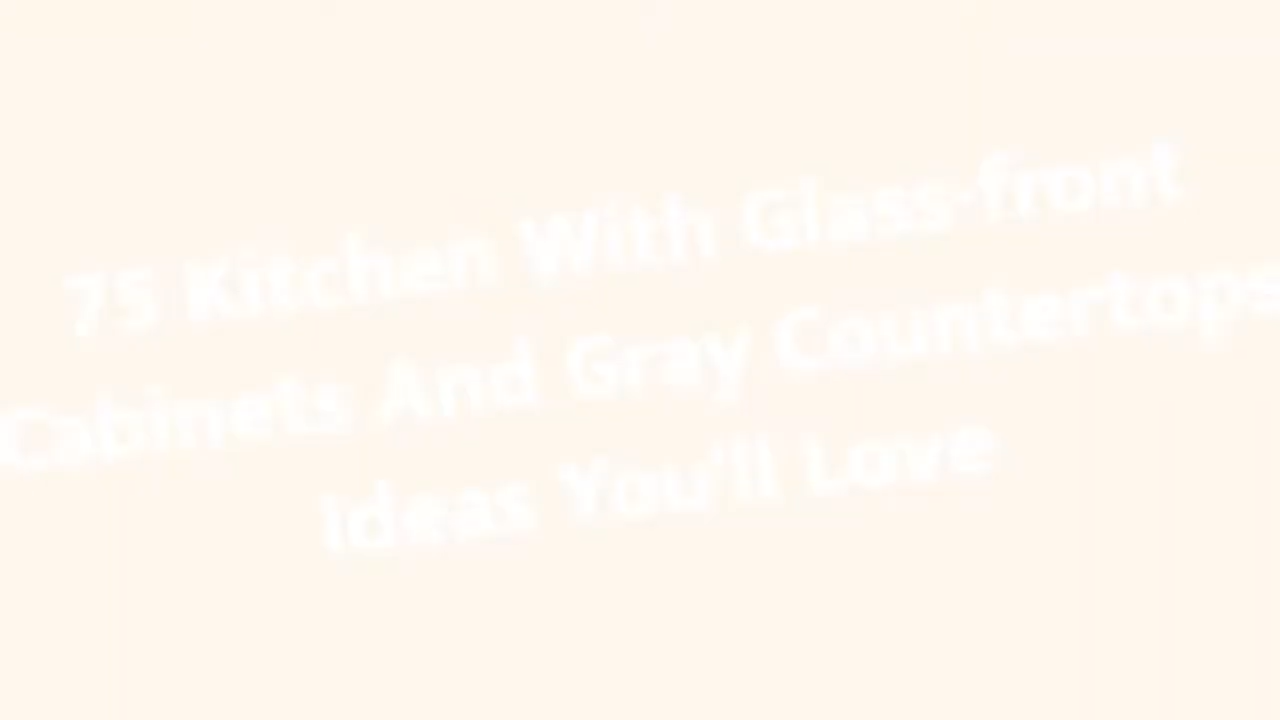 75 Kitchen With Glass-front
Cabinets And Gray Countertops
Ideas You'll Love